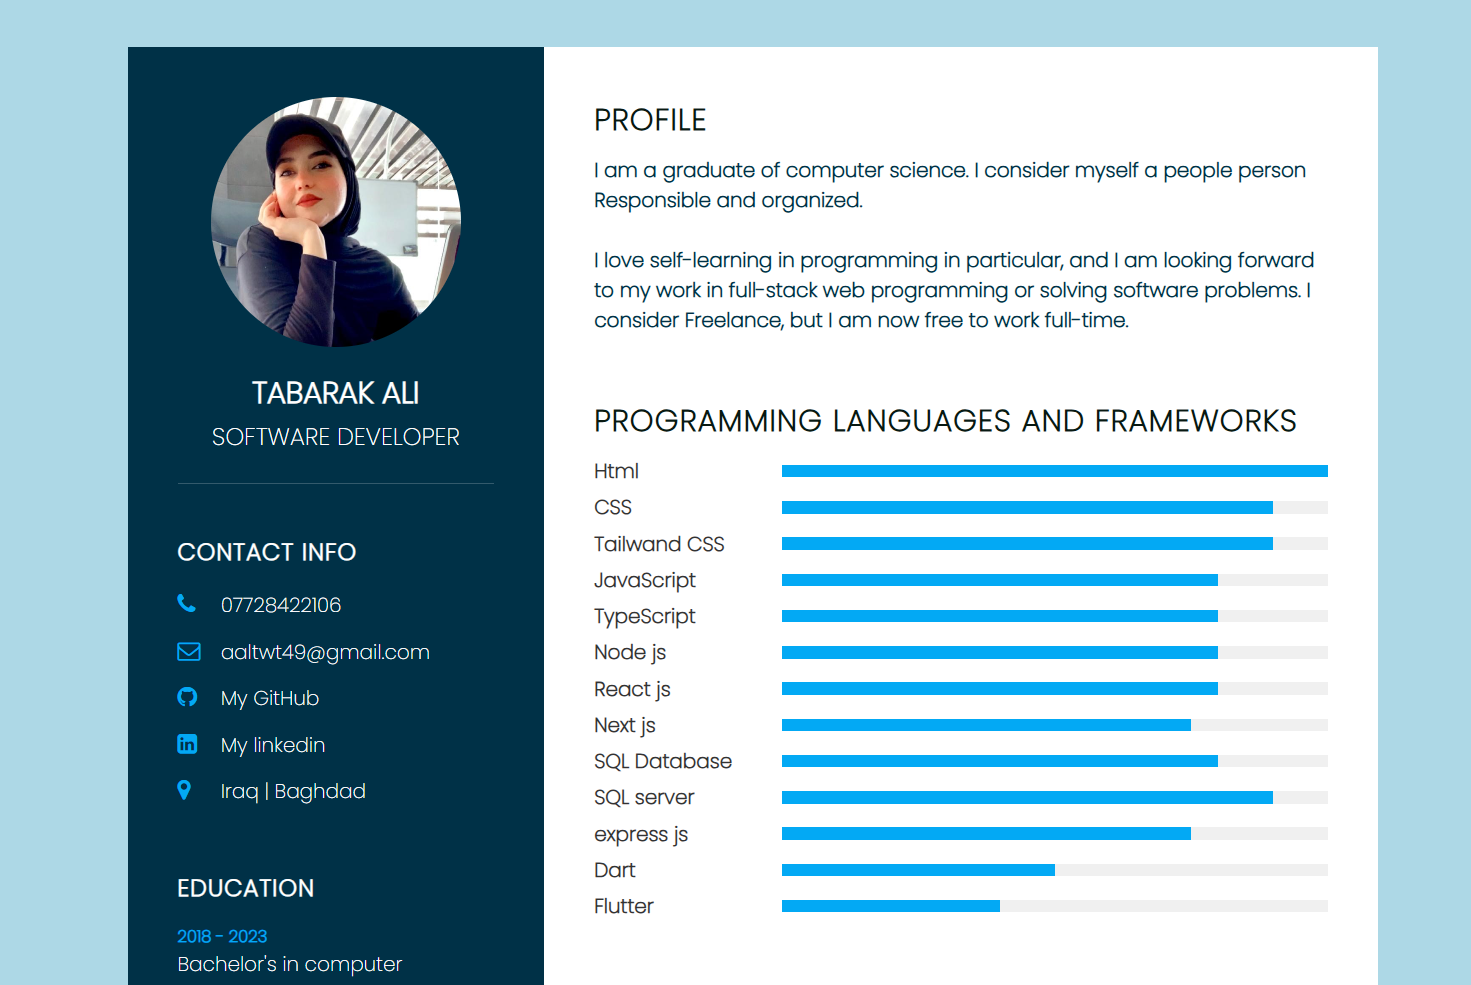 TABARAK ALI
SOFTWARE DEVELOPER
CONTACT INFO
07728422106
aaltwt49@gmail.com
My GitHub
My linkedin
Iraq | Baghdad
EDUCATION
2018 - 2023
Bachelor's in computer
PROFILE
I am a graduate of computer science. I consider myself a people person
Responsible and organized.
I love self-learning in programming in particular, and I am looking forward
to my work in full-stack web programming or solving software problems. I
consider Freelance, but I am now free to work full-time.
PROGRAMMING LANGUAGES AND FRAMEWORKS
Html
CSS
Tailwand CSS
JavaScript
TypeScript
Node js
React js
Next js
SQL Database
SQL server
express js
Dart
Flutter